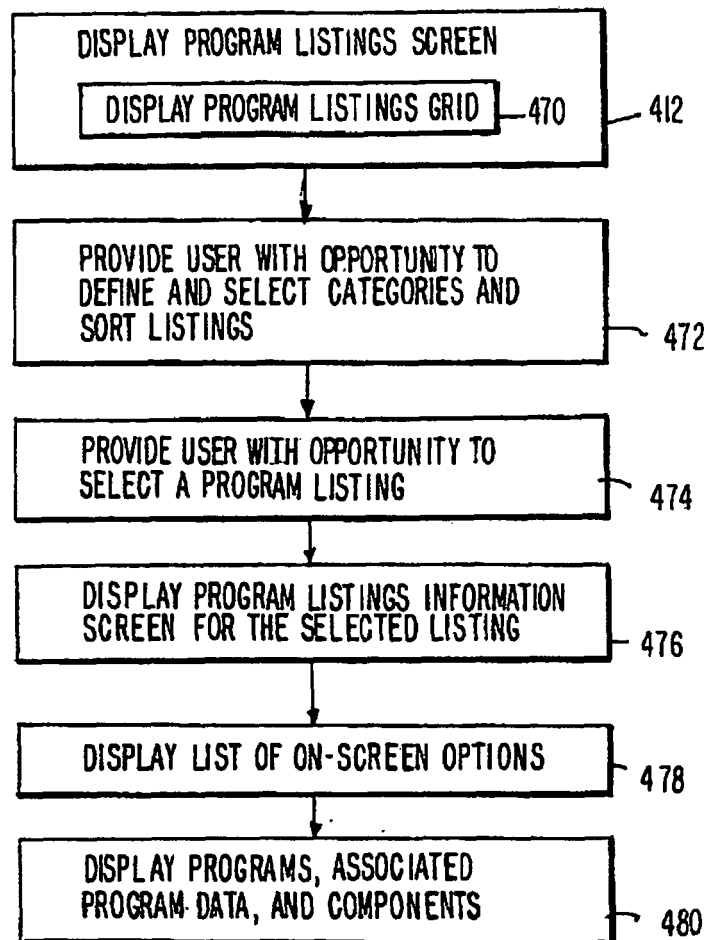 DISPLAY PROGRAM LISTINGS SCREEN
DISPLAY PROGRAM LISTINGS GRID
470
412
PROVIDE USER WITH OPPORTUNITY TO
DEFINE AND SELECT CATEGORIES AND
SORT LISTINGS
472
PROVIDE USER WITH OPPORTUNITY TO
SELECT A PROGRAM LISTING
474
DISPLAY PROGRAM LISTINGS INFORMATION
SCREEN FOR THE SELECTED LISTING
476
DISPLAY LIST OF ON-SCREEN OPTIONS
478
DISPLAY PROGRAMS, ASSOCIATED
PROGRAM DATA, AND COMPONENTS
480